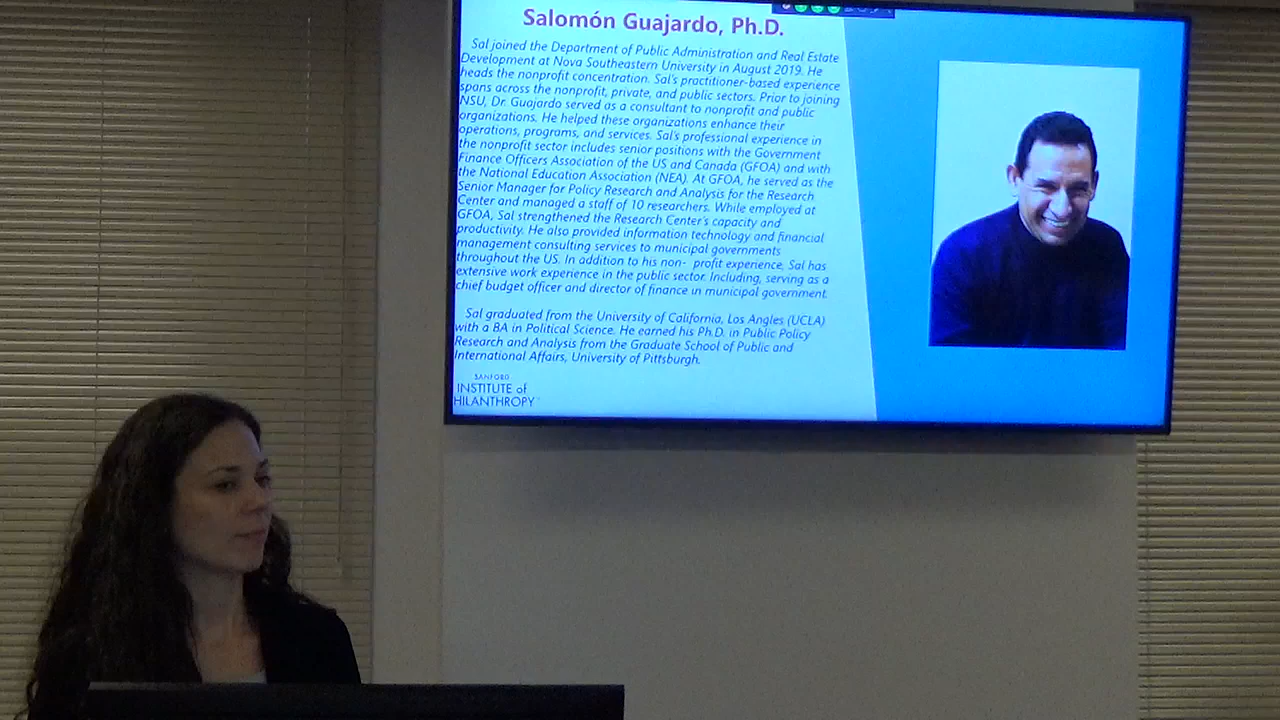 Salomón Guajardo, Ph.D.
Sal joined the Department of Public Administration and Real Estate
Development at Nova Southeastern University in August 2019. He
heads the nonprofit concentration. Sal's practitioner-based experience
spans across the nonprofit, private, and public sectors. Prior to joining
NSU, Dr. Guajardo served as a consultant to nonprofit and public
organizations. He helped these organizations enhance their
operations, programs, and services. Sal's professional experience in
the nonprofit sector includes senior positions with the Government
Finance Officers Association of the US and Canada (GFOA) and with
the National Education Association (NEA). At GFOA, he served as the
Senior Manager for Policy Research and Analysis for the Research
Center and managed a staff of 10 researchers. While employed at
GFOA, Sal strengthened the Research Center's capacity and
productivity. He also provided information technology and financial
management consulting services to municipal governments
throughout the US. In addition to his non- profit experience, Sal has
extensive work experience in the public sector. Including, serving as a
chief budget officer and director of finance in municipal government.
Sal graduated from the University of California, Los Angles (UCLA)
with a BA in Political Science. He earned his Ph.D. in Public Policy
Research and Analysis from the Graduate School of Public and
International Affairs, University of Pittsburgh.
SANFORD
INSTITUTE of
HILANTHROPY